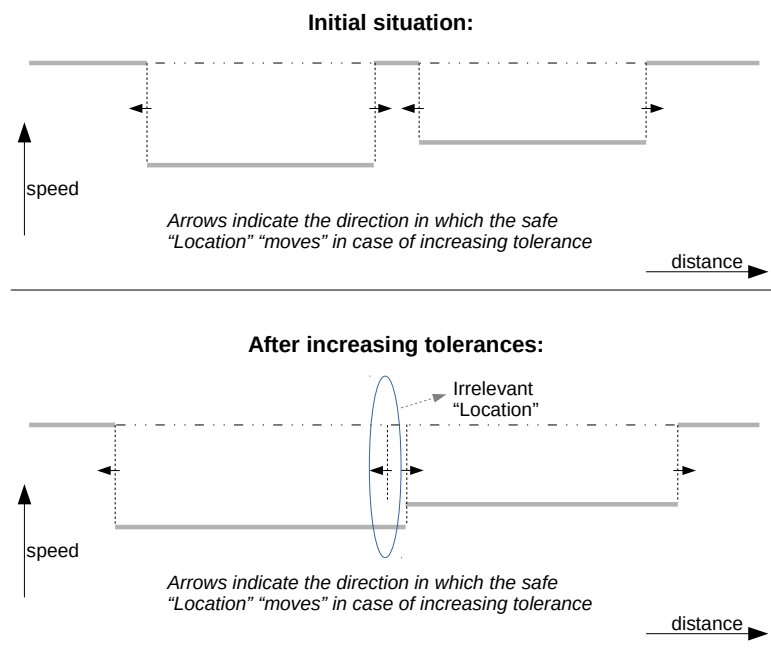 Initial situation:
speed
Arrows indicate the direction in which the safe
“Location” “moves” in case of increasing tolerance
distance
After increasing tolerances:
Irrelevant
“Location”
speed
Arrows indicate the direction in which the safe
“Location” “moves” in case of increasing tolerance
distance